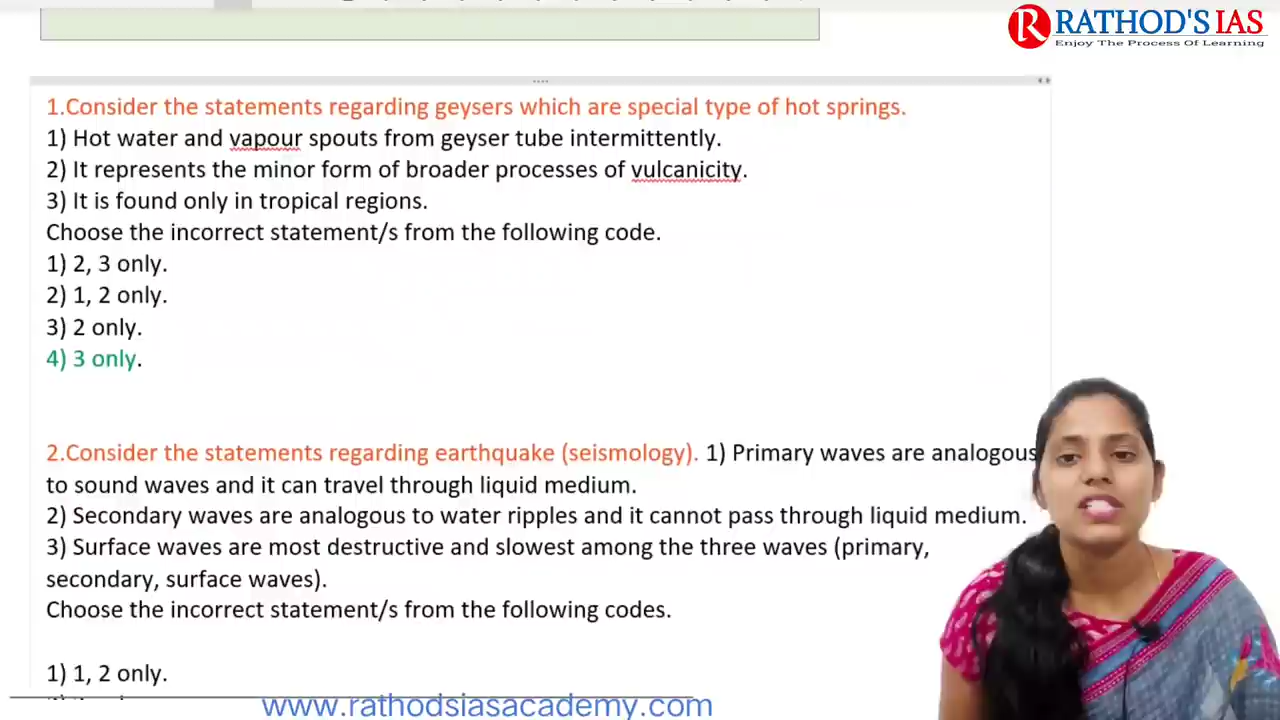 RATHOD'S IAS
Enjoy The Process Of Learning
1.Consider the statements regarding geysers which are special type of hot springs.
1) Hot water and vapour spouts from geyser tube intermittently.
2) It represents the minor form of broader processes of vulcanicity.
3) It is found only in tropical regions.
Choose the incorrect statement/s from the following code.
1) 2, 3 only.
2) 1, 2 only.
3) 2 only.
4) 3 only.
2.Consider the statements regarding earthquake (seismology). 1) Primary waves are analogous
to sound waves and it can travel through liquid medium.
2) Secondary waves are analogous to water ripples and it cannot pass through liquid medium.
3) Surface waves are most destructive and slowest among the three waves (primary,
secondary, surface waves).
Choose the incorrect statement/s from the following codes.
1) 1, 2 only.
www.rathodsiasacademy.com